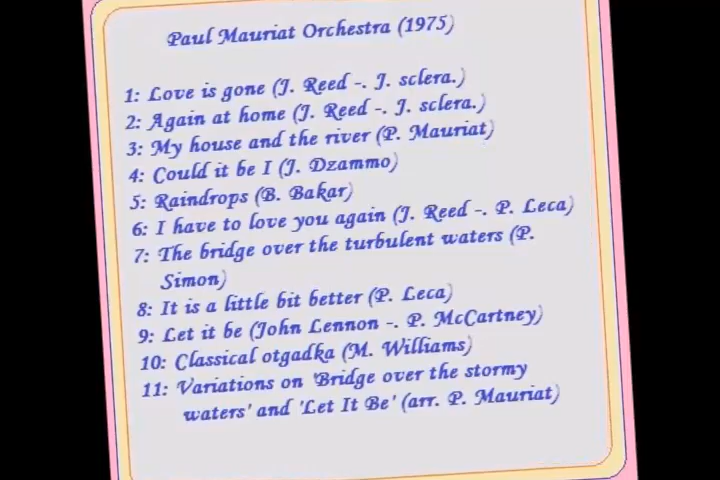 Paul Mauriat Orchestra (1975)
1: Love is gone (J. Reed -. J. sclera.)
2: Again at home (J. Reed -. J. sclera.)
3: My house and the river (P. Mauriat)
4: Could it be I (J. Dzammo)
5: Raindrops (B. Bakar)
6: I have to love you again (J. Reed -. P. Leca)
7: The bridge over the turbulent waters (P.
Simon)
8: It is a little bit better (P. Leca)
9: Let it be (John Lennon -. P. McCartney)
10: Classical otgadka (M. Williams)
11: Variations on 'Bridge over the stormy
waters' and 'Let It Be' (arr. P. Mauriat)